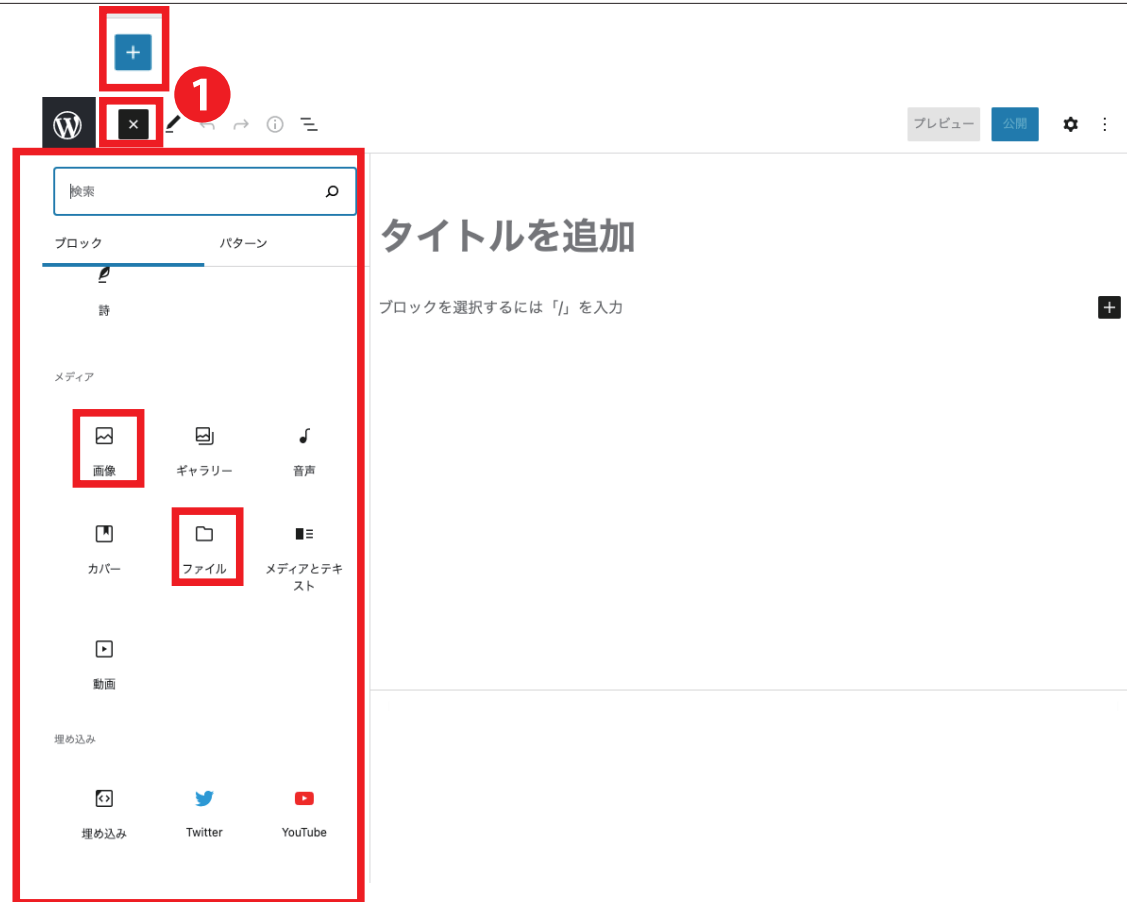 1
プレビュー
公開
検索
ブロック
パターン
タイトルを追加
詩
ブロックを選択するには「/」を入力
メディア
画像
ギャラリー
音声
カバー
ファイル
メディアとテキ
スト
動画
埋め込み
埋め込み
Twitter
YouTube